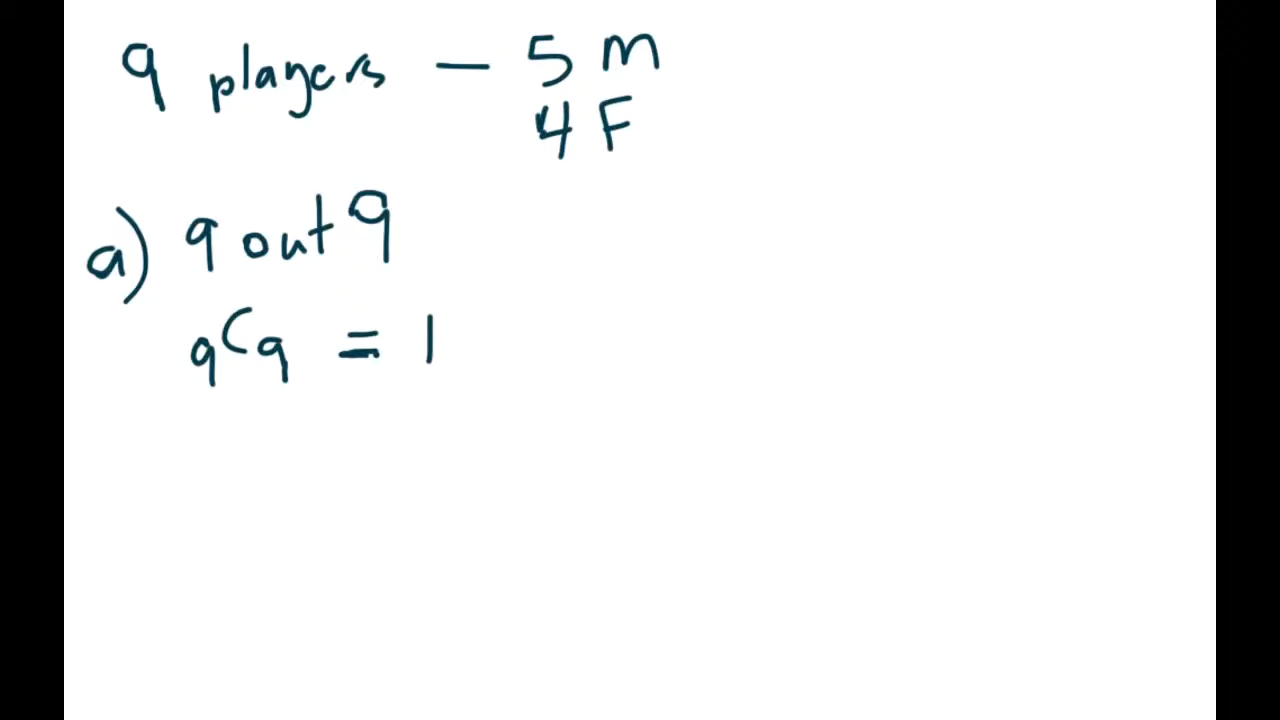 9 players — 5 M
4 F
a) 9 out 9
9C9 = 1